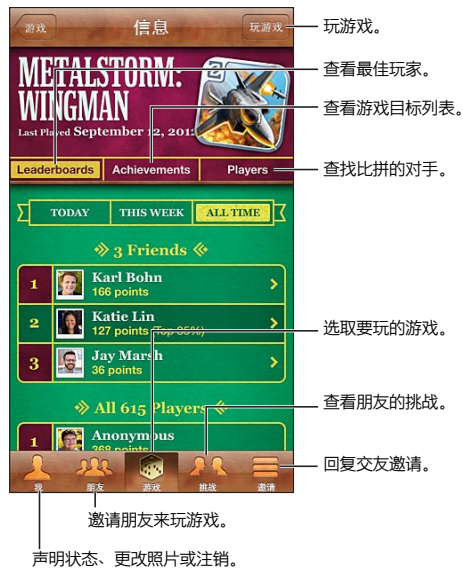 游戏
信息
玩游戏
玩游戏。
METALSTORM:
WINGMAN
Last Played September 12, 2012
查看最佳玩家。
查看游戏目标列表。
Leaderboards
Achievements
Players
查找比拼的对手。
TODAY
THIS WEEK
ALL TIME
3 Friends
1
Karl Bohn
166 points
2
Katie Lin
127 points (Top 35%)
选取要玩的游戏。
3
Jay Marsh
36 points
All 615 Players
查看朋友的挑战。
1
Anonymous
368 points
我
朋友
游戏
挑战
邀请
回复交友邀请。
邀请朋友来玩游戏。
声明状态、更改照片或注销。